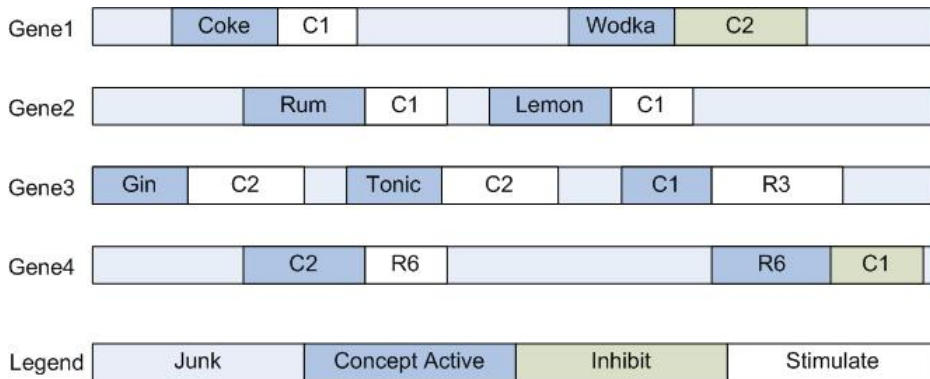 Gene1 Coke C1 Wodka C2
Gene2 Rum C1 Lemon C1
Gene3 Gin C2 Tonic C2 C1 R3
Gene4 C2 R6 R6 C1
Legend Junk Concept Active Inhibit Stimulate